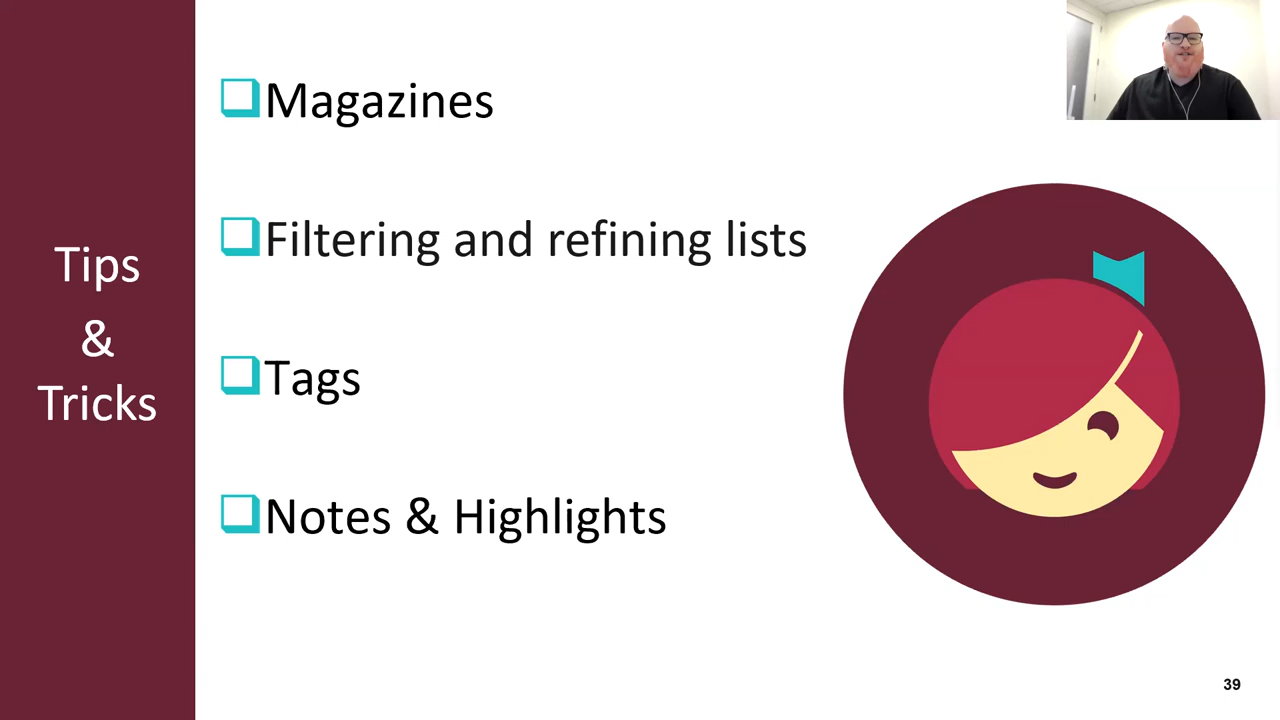 Tips
&
Tricks
Magazines
Filtering and refining lists
Tags
Notes & Highlights
39